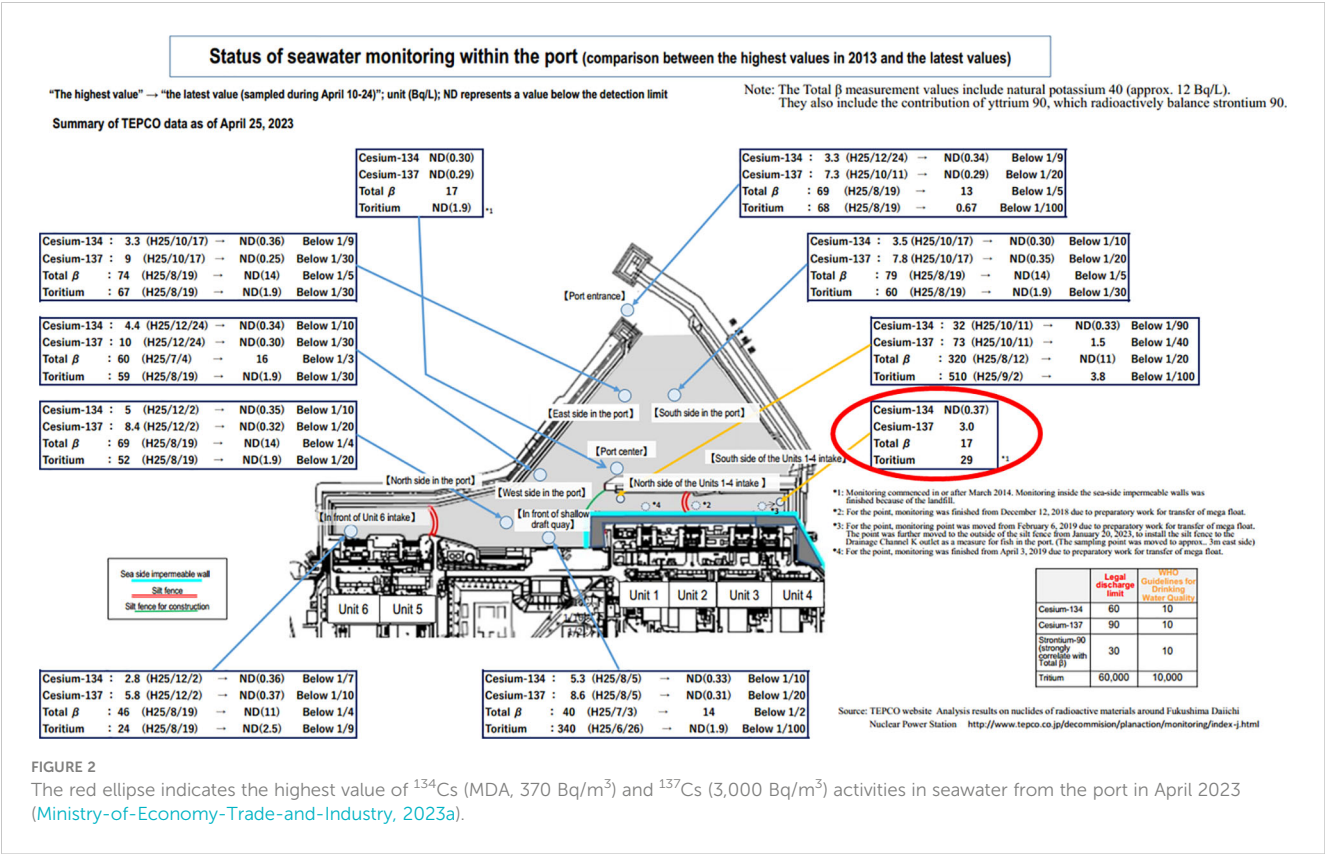 Status of seawater monitoring within the port (comparison between the highest values in 2013 and the latest values)
“The highest value” → “the latest value (sampled during April 10-24)”; unit (Bq/L); ND represents a value below the detection limit
Note: The Total β measurement values include natural potassium 40 (approx. 12 Bq/L).
They also include the contribution of yttrium 90, which radioactively balance strontium 90.
Summary of TEPCO data as of April 25, 2023
Cesium-134 ND(0.30)
Cesium-137 ND(0.29)
Total β 17
Toritium ND(1.9) *1
Cesium-134 : 3.3 (H25/12/24) → ND(0.34) Below 1/9
Cesium-137 : 7.3 (H25/10/11) → ND(0.29) Below 1/20
Total β : 69 (H25/8/19) → 13 Below 1/5
Toritium : 68 (H25/8/19) → 0.67 Below 1/100
Cesium-134 : 3.3 (H25/10/17) → ND(0.36) Below 1/9
Cesium-137 : 9 (H25/10/17) → ND(0.25) Below 1/30
Total β : 74 (H25/8/19) → ND(14) Below 1/5
Toritium : 67 (H25/8/19) → ND(1.9) Below 1/30
Cesium-134 : 3.5 (H25/10/17) → ND(0.30) Below 1/10
Cesium-137 : 7.8 (H25/10/17) → ND(0.35) Below 1/20
Total β : 79 (H25/8/19) → ND(14) Below 1/5
Toritium : 60 (H25/8/19) → ND(1.9) Below 1/30
Cesium-134 : 4.4 (H25/12/24) → ND(0.34) Below 1/10
Cesium-137 : 10 (H25/12/24) → ND(0.30) Below 1/30
Total β : 60 (H25/7/4) → 16 Below 1/3
Toritium : 59 (H25/8/19) → ND(1.9) Below 1/30
Cesium-134 : 32 (H25/10/11) → ND(0.33) Below 1/90
Cesium-137 : 73 (H25/10/11) → 1.5 Below 1/40
Total β : 320 (H25/8/12) → ND(11) Below 1/20
Toritium : 510 (H25/9/2) → 3.8 Below 1/100
Cesium-134 : 5 (H25/12/2) → ND(0.35) Below 1/10
Cesium-137 : 8.4 (H25/12/2) → ND(0.32) Below 1/20
Total β : 69 (H25/8/19) → ND(14) Below 1/4
Toritium : 52 (H25/8/19) → ND(1.9) Below 1/20
Cesium-134 ND(0.37)
Cesium-137 3.0
Total β 17
Toritium 29 *1
【Port entrance】
【East side in the port】
【South side in the port】
【Port center】
【South side of the Units 1-4 intake】
【North side in the port】
【North side of the Units 1-4 intake】
【West side in the port】
*4
*2
*3
【In front of Unit 6 intake】
【In front of shallow
draft quay】
*1: Monitoring commenced in or after March 2014. Monitoring inside the sea-side impermeable walls was
finished because of the landfill.
*2: For the point, monitoring was finished from December 12, 2018 due to preparatory work for transfer of mega float.
*3: For the point, monitoring point was moved from February 6, 2019 due to preparatory work for transfer of mega float.
The point was further moved to the outside of the silt fence from January 20, 2023, to install the silt fence to the
Drainage Channel K outlet as a measure for fish in the port. (The sampling point was moved to approx.. 3m east side)
*4: For the point, monitoring was finished from April 3, 2019 due to preparatory work for transfer of mega float.
Sea side impermeable wall
Silt fence
Silt fence for construction
Unit 6
Unit 5
Unit 1
Unit 2
Unit 3
Unit 4
Legal discharge limit
WHO Guidelines for Drinking Water Quality
Cesium-134 60 10
Cesium-137 90 10
Strontium-90 (strongly correlate with Total β) 30 10
Tritium 60,000 10,000
Cesium-134 : 2.8 (H25/12/2) → ND(0.36) Below 1/7
Cesium-137 : 5.8 (H25/12/2) → ND(0.37) Below 1/10
Total β : 46 (H25/8/19) → ND(11) Below 1/4
Toritium : 24 (H25/8/19) → ND(2.5) Below 1/9
Cesium-134 : 5.3 (H25/8/5) → ND(0.33) Below 1/10
Cesium-137 : 8.6 (H25/8/5) → ND(0.31) Below 1/20
Total β : 40 (H25/7/3) → 14 Below 1/2
Toritium : 340 (H25/6/26) → ND(1.9) Below 1/100
Source: TEPCO website Analysis results on nuclides of radioactive materials around Fukushima Daiichi
Nuclear Power Station http://www.tepco.co.jp/decommision/planaction/monitoring/index-j.html
FIGURE 2
The red ellipse indicates the highest value of ¹³⁴Cs (MDA, 370 Bq/m³) and ¹³⁷Cs (3,000 Bq/m³) activities in seawater from the port in April 2023
(Ministry-of-Economy-Trade-and-Industry, 2023a).